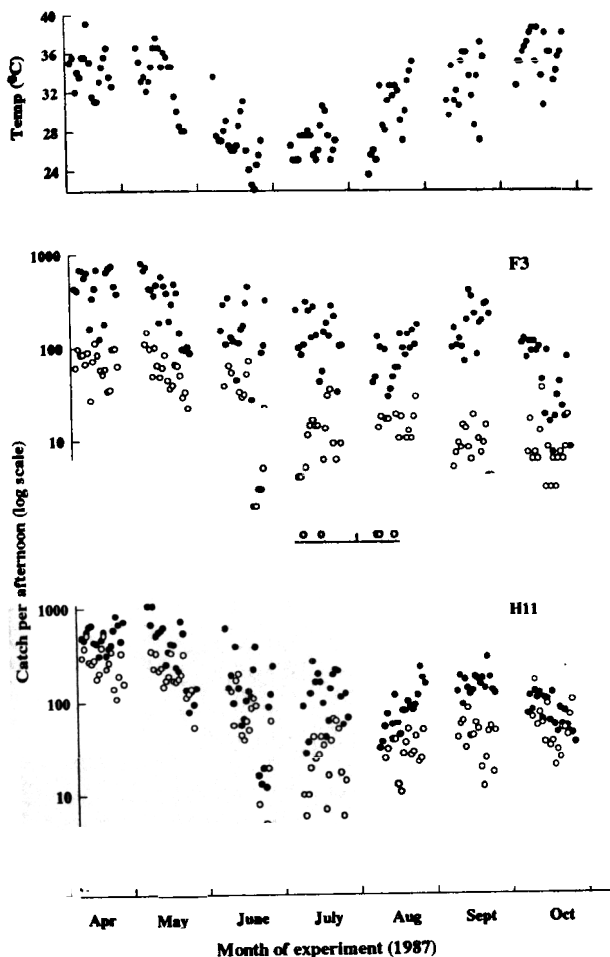 40
36
32
28
24
Temp (°C)
F3
1000
100
10
H11
1000
100
10
Catch per afternoon (log scale)
Apr May June July Aug Sept Oct
Month of experiment (1987)